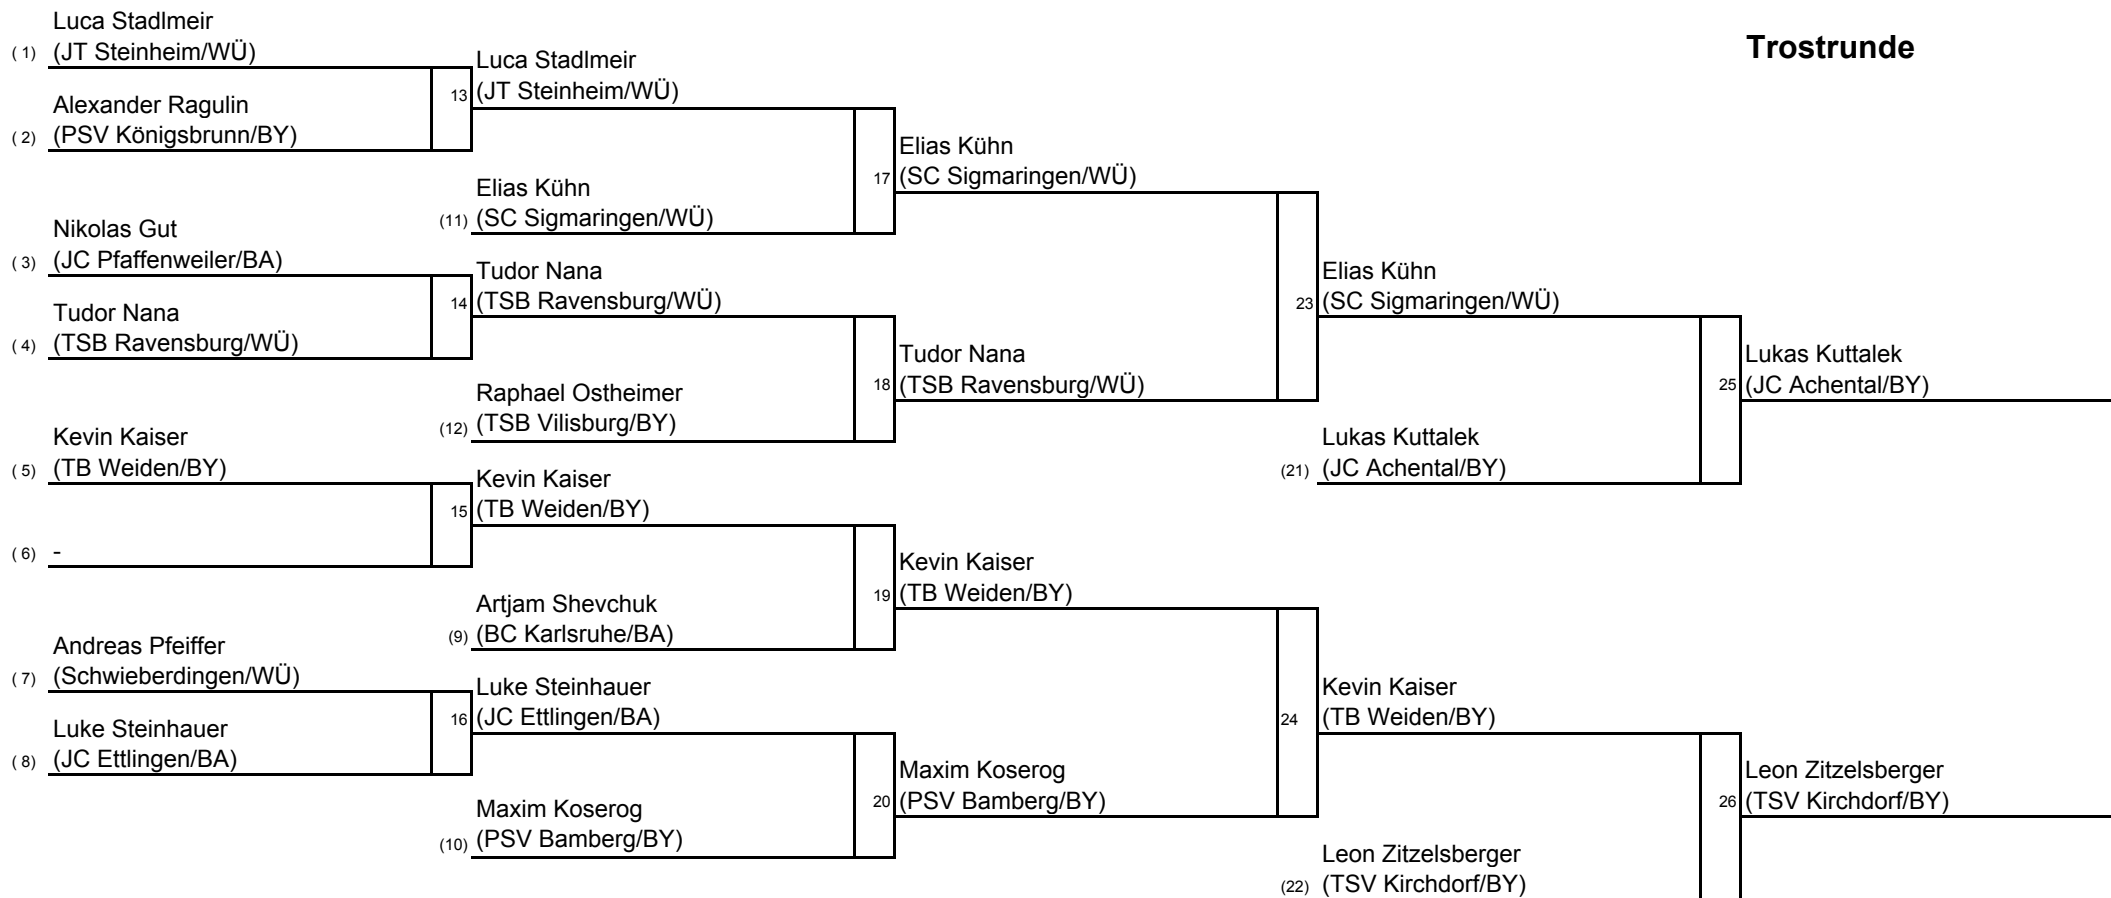 Trostrunde
Luca Stadlmeir
( 1) (JT Steinheim/WÜ)
Alexander Ragulin
( 2) (PSV Königsbrunn/BY)
Nikolas Gut
( 3) (JC Pfaffenweiler/BA)
Tudor Nana
( 4) (TSB Ravensburg/WÜ)
Kevin Kaiser
( 5) (TB Weiden/BY)
( 6) -
Andreas Pfeiffer
( 7) (Schwieberdingen/WÜ)
Luke Steinhauer
( 8) (JC Ettlingen/BA)
Luca Stadlmeir
13 (JT Steinheim/WÜ)
Elias Kühn
(11) (SC Sigmaringen/WÜ)
Tudor Nana
14 (TSB Ravensburg/WÜ)
Raphael Ostheimer
(12) (TSB Vilisburg/BY)
Kevin Kaiser
15 (TB Weiden/BY)
Artjam Shevchuk
(9) (BC Karlsruhe/BA)
Luke Steinhauer
16 (JC Ettlingen/BA)
Maxim Koserog
(10) (PSV Bamberg/BY)
Elias Kühn
17 (SC Sigmaringen/WÜ)
Tudor Nana
18 (TSB Ravensburg/WÜ)
Kevin Kaiser
19 (TB Weiden/BY)
Maxim Koserog
20 (PSV Bamberg/BY)
Elias Kühn
23 (SC Sigmaringen/WÜ)
Lukas Kuttalek
(21) (JC Achental/BY)
Kevin Kaiser
24 (TB Weiden/BY)
Leon Zitzelsberger
(22) (TSV Kirchdorf/BY)
Lukas Kuttalek
25 (JC Achental/BY)
Leon Zitzelsberger
26 (TSV Kirchdorf/BY)